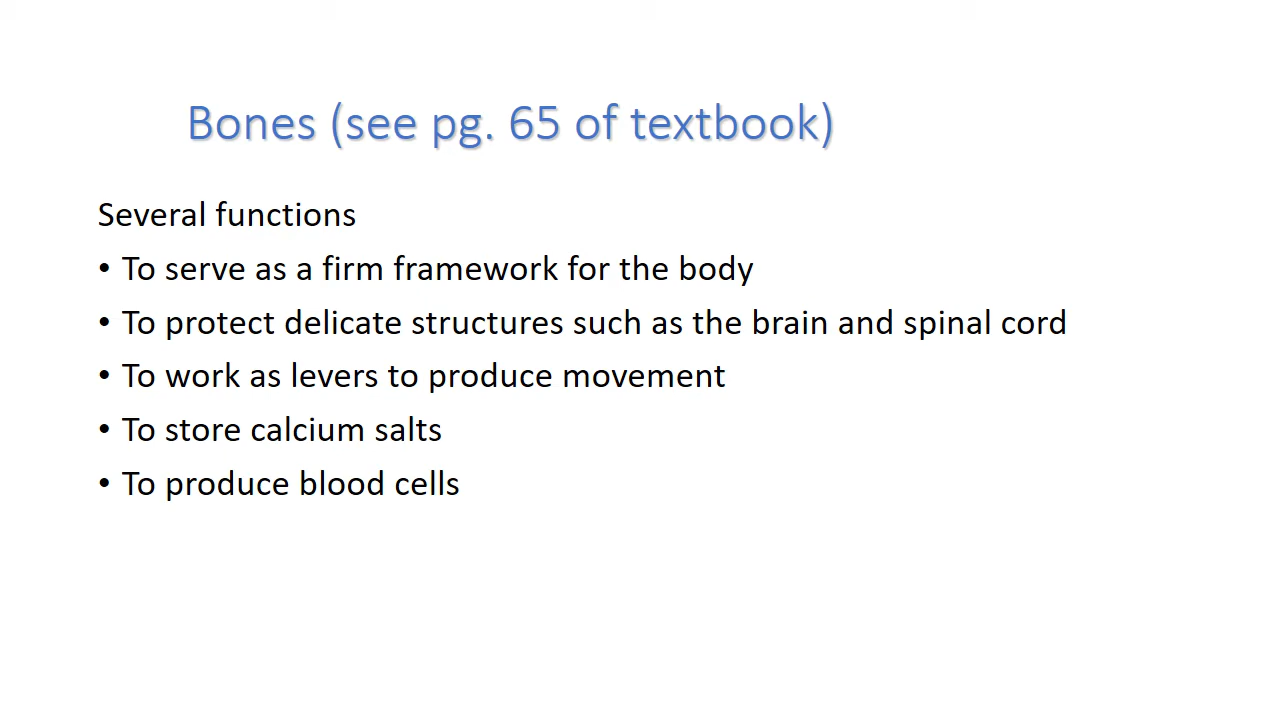 Bones (see pg. 65 of textbook)
Several functions
• To serve as a firm framework for the body
• To protect delicate structures such as the brain and spinal cord
• To work as levers to produce movement
• To store calcium salts
• To produce blood cells